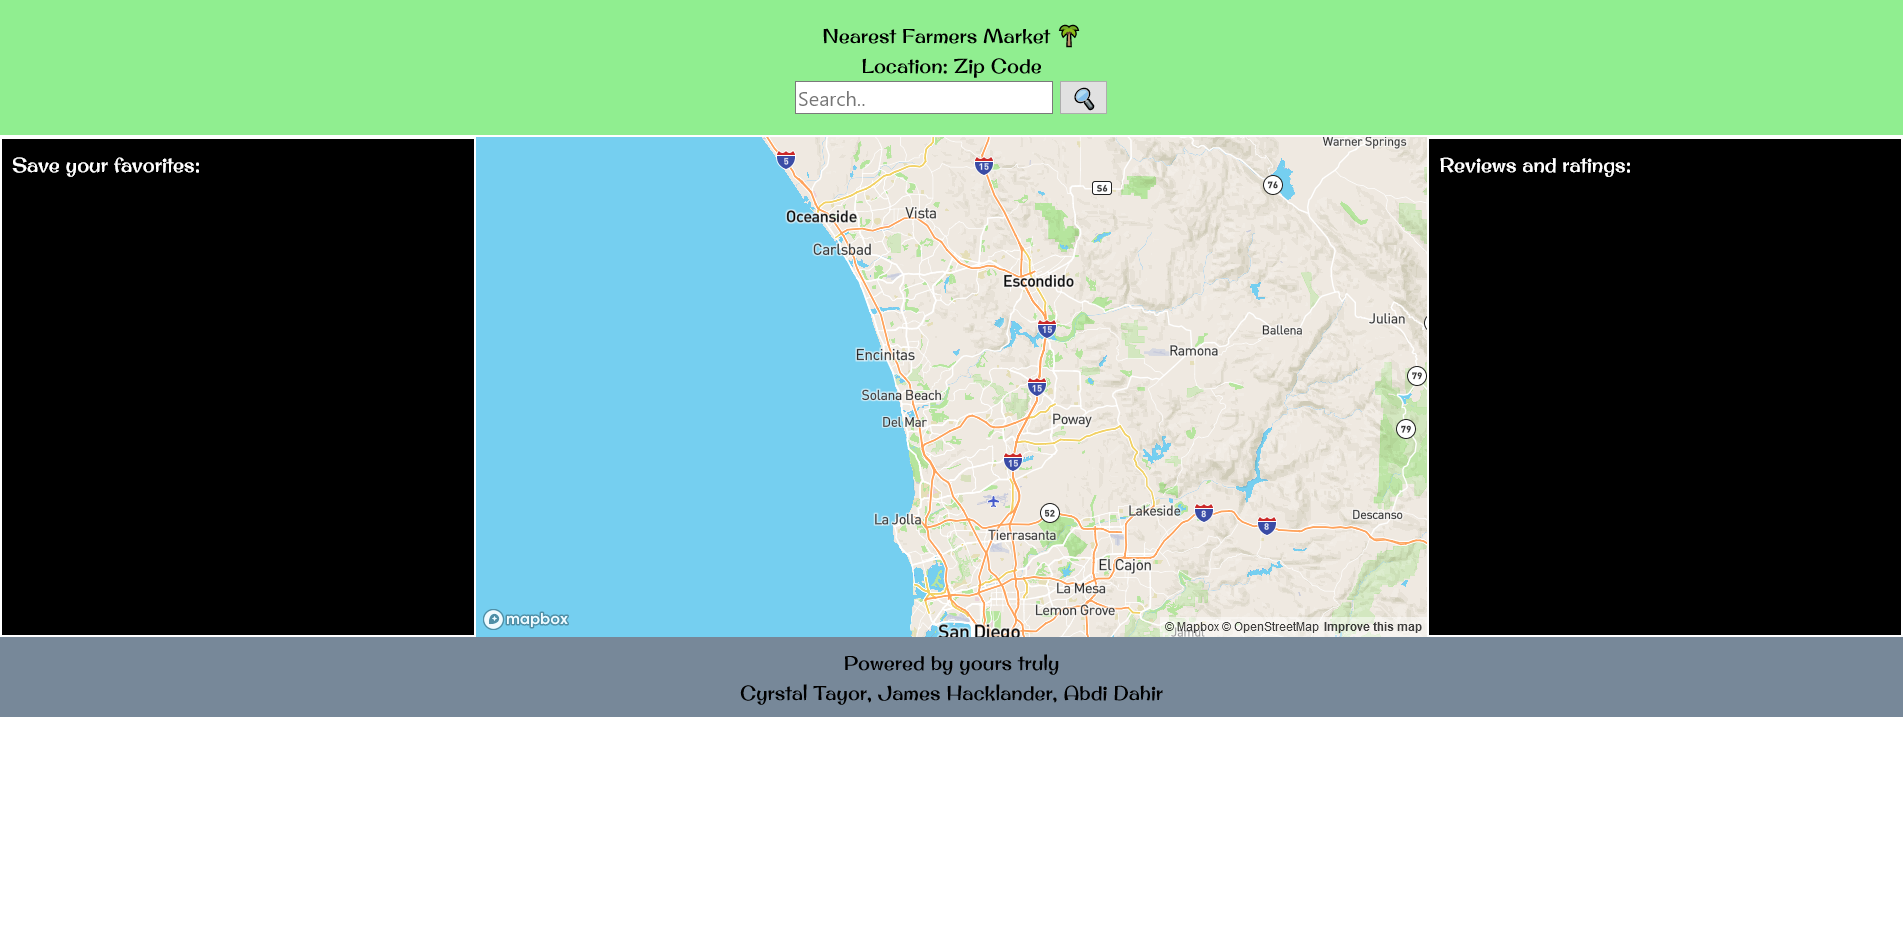 Nearest Farmers Market 🌴
Location: Zip Code
Search..
Save your favorites:
Reviews and ratings:
Warner Springs
5
15
56
76
Oceanside
Vista
Carlsbad
Escondido
15
Julian
Ballena
Ramona
Encinitas
79
15
Solana Beach
Del Mar
Poway
79
15
La Jolla
52
Lakeside
8
8
Descanso
Tierrasanta
El Cajon
La Mesa
Lemon Grove
San Diego
Jamul
mapbox
© Mapbox © OpenStreetMap Improve this map
Powered by yours truly
Cyrstal Tayor, James Hacklander, Abdi Dahir